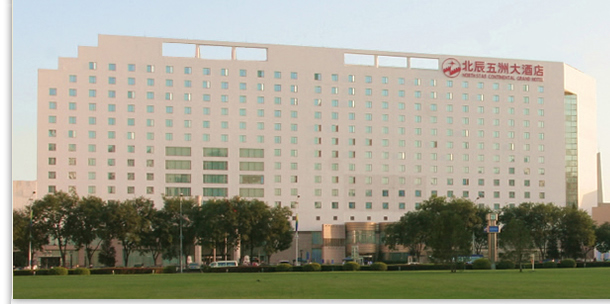 北辰五洲大酒店
NORTH STAR CONTINENTAL GRAND HOTEL